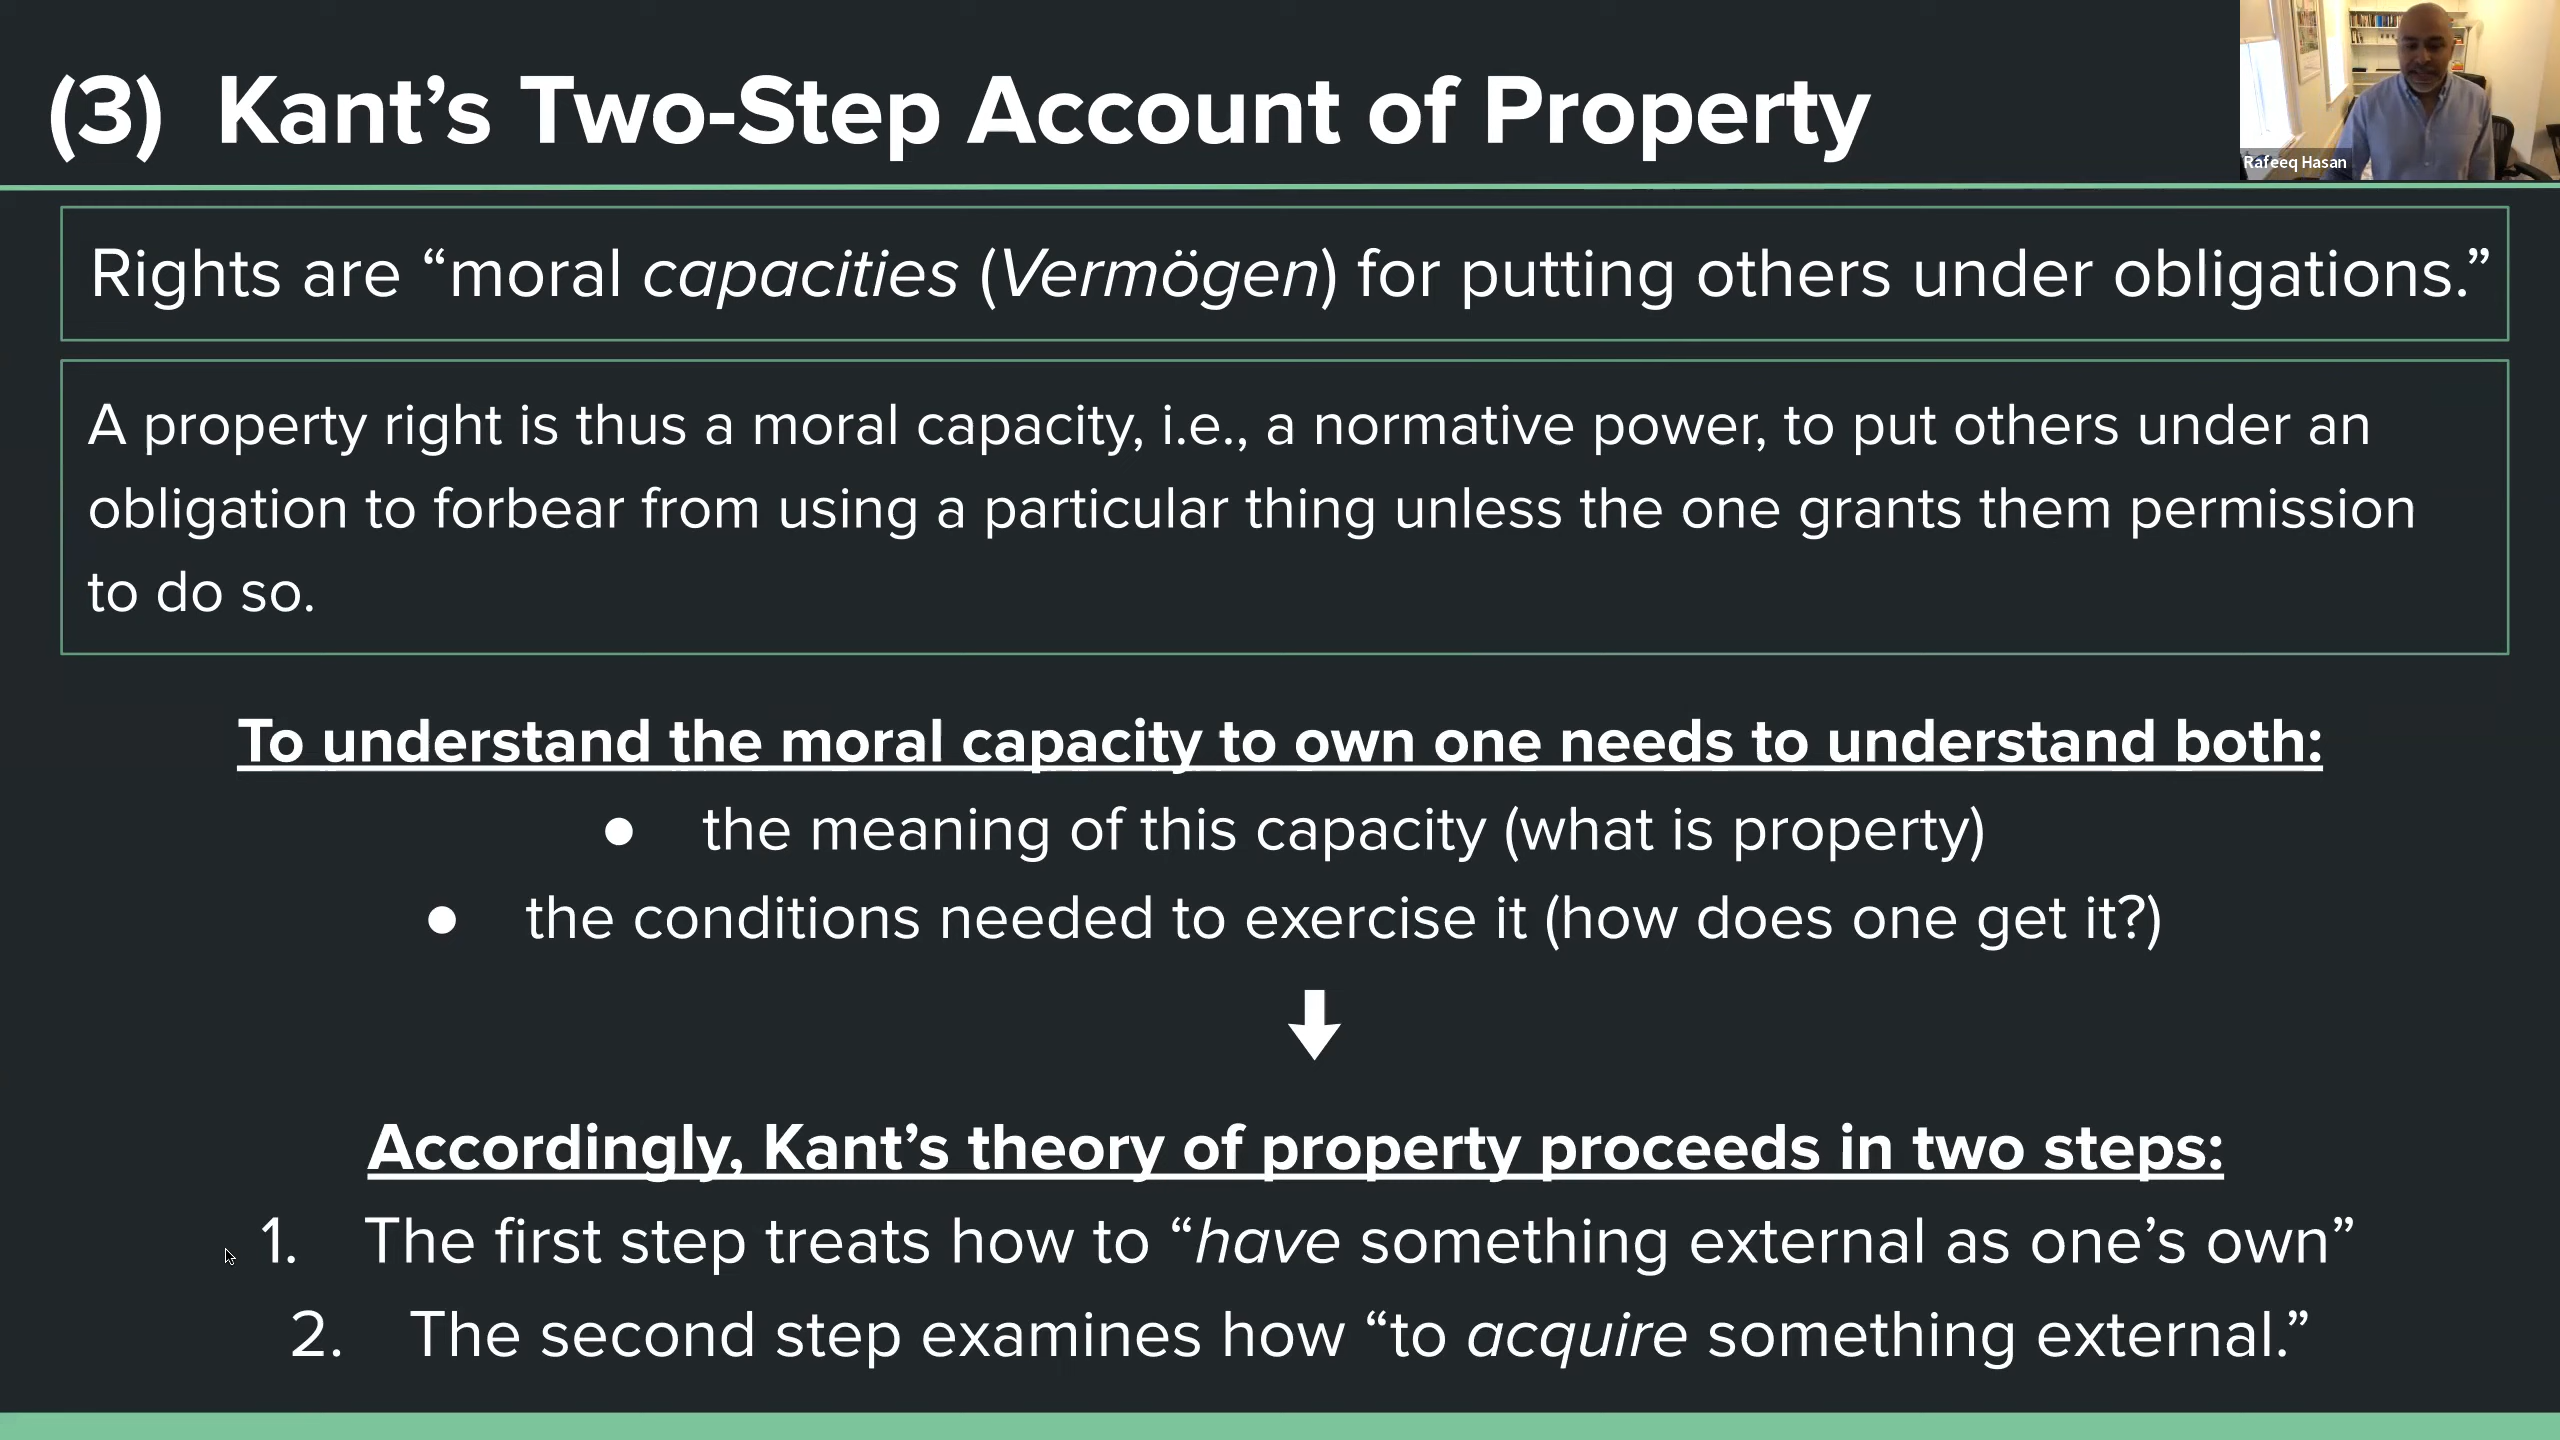 (3) Kant’s Two-Step Account of Property
Rafeeq Hasan
Rights are “moral capacities (Vermögen) for putting others under obligations.”
A property right is thus a moral capacity, i.e., a normative power, to put others under an
obligation to forbear from using a particular thing unless the one grants them permission
to do so.
To understand the moral capacity to own one needs to understand both:
● the meaning of this capacity (what is property)
● the conditions needed to exercise it (how does one get it?)
Accordingly, Kant’s theory of property proceeds in two steps:
1. The first step treats how to “have something external as one’s own”
2. The second step examines how “to acquire something external.”